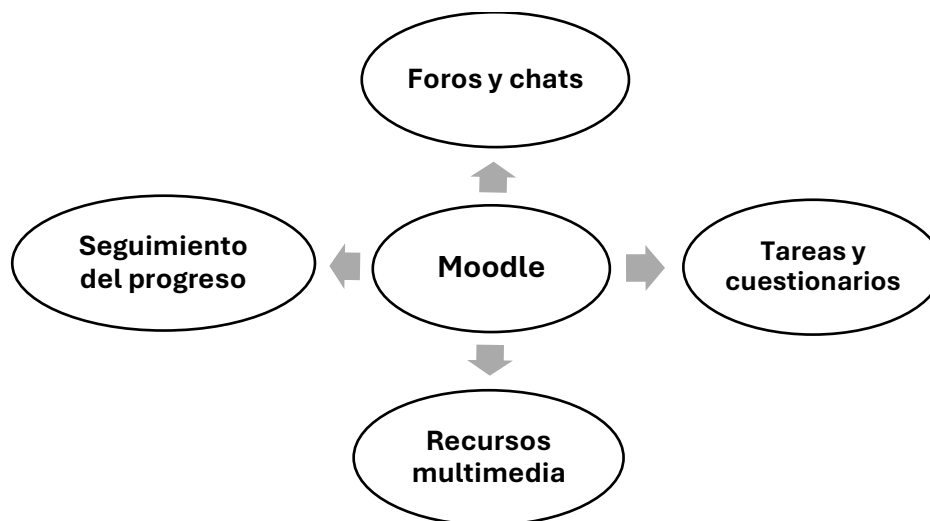 Foros y chats
Seguimiento
del progreso
Moodle
Tareas y
cuestionarios
Recursos
multimedia